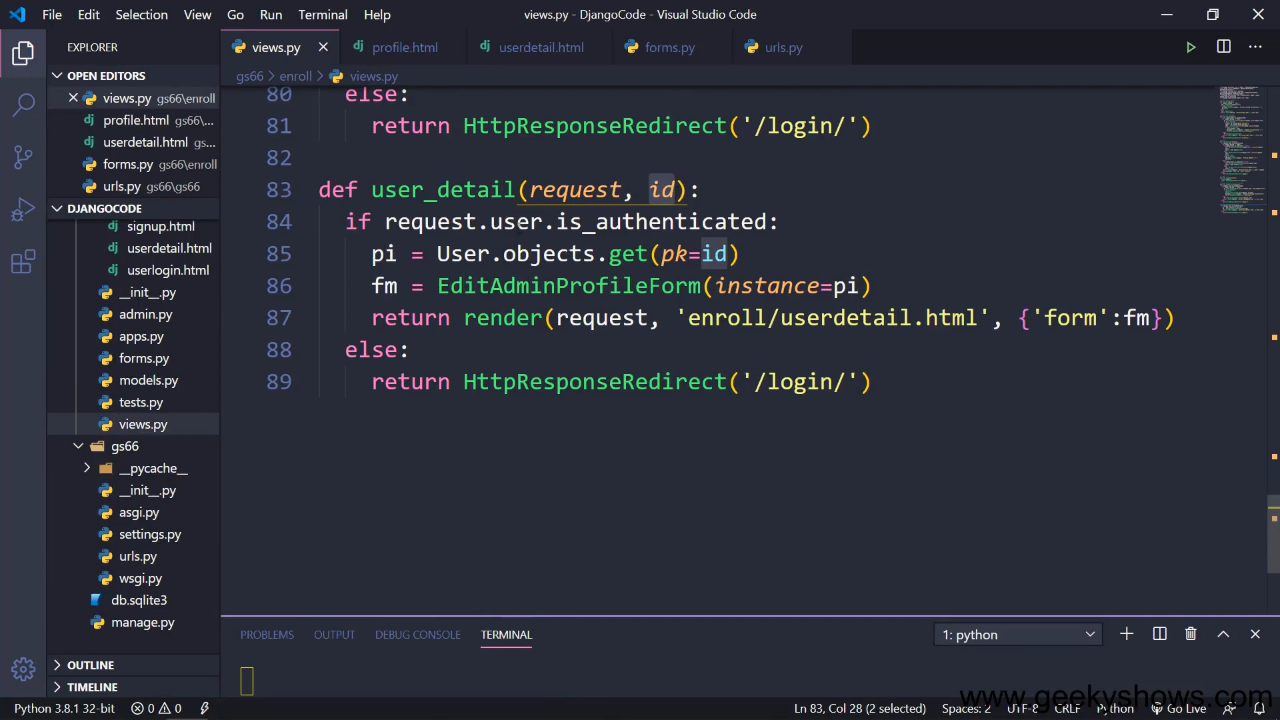 File Edit Selection View Go Run Terminal Help views.py - DjangoCode - Visual Studio Code
EXPLORER
views.py profile.html userdetail.html forms.py urls.py
OPEN EDITORS
gs66 enroll views.py
views.py gs66\enroll
profile.html gs66\...
userdetail.html gs66\...
forms.py gs66\enroll
urls.py gs66\gs66
DJANGOCODE
signup.html
userdetail.html
userlogin.html
__init__.py
admin.py
apps.py
forms.py
models.py
tests.py
views.py
gs66
__pycache__
__init__.py
asgi.py
settings.py
urls.py
wsgi.py
db.sqlite3
manage.py
OUTLINE
TIMELINE
80 else:
81 return HttpResponseRedirect('/login/')
82
83 def user_detail(request, id):
84 if request.user.is_authenticated:
85 pi = User.objects.get(pk=id)
86 fm = EditAdminProfileForm(instance=pi)
87 return render(request, 'enroll/userdetail.html', {'form':fm})
88 else:
89 return HttpResponseRedirect('/login/')
PROBLEMS OUTPUT DEBUG CONSOLE TERMINAL 1: python
www.geekyshows.com
Python 3.8.1 32-bit 0 0 Ln 83, Col 28 (2 selected) Spaces: 2 UTF-8 CRLF Python Go Live